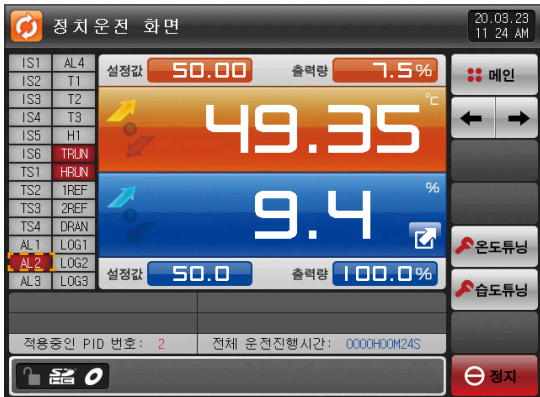 정치운전 화면
20.03.23
11 24 AM
IS1 AL4
IS2 T1
IS3 T2
IS4 T3
IS5 H1
IS6 TRUN
TS1 HRUN
TS2 1REF
TS3 2REF
TS4 DRAN
AL1 LOG1
AL2 LOG2
AL3 LOG3
설정값 50.00 출력량 7.5%
℃
49.35
%
9.4
설정값 50.0 출력량 100.0%
적용중인 PID 번호: 2 전체 운전진행시간: 0000H00M24S
메인
온도튜닝
습도튜닝
정지